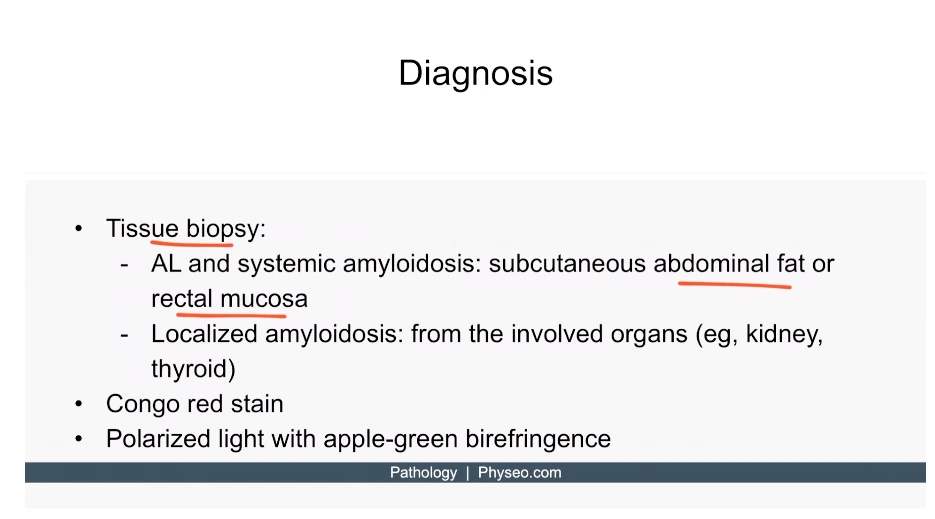 Diagnosis
• Tissue biopsy:
- AL and systemic amyloidosis: subcutaneous abdominal fat or
rectal mucosa
- Localized amyloidosis: from the involved organs (eg, kidney,
thyroid)
• Congo red stain
• Polarized light with apple-green birefringence
Pathology | Physeo.com